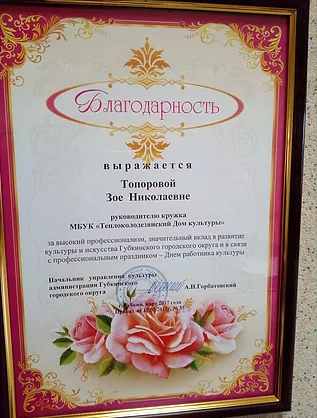 Благодарность
выражается
Топоровой
Зое Николаевне
руководителю кружка
МБУК «Теплоколодезянский Дом культуры»
за высокий профессионализм, значительный вклад в развитие
культуры и искусства Губкинского городского округа и в связи
с профессиональным праздником – Днем работника культуры
Начальник управления культуры
администрации Губкинского
городского округа
А.Н.Горбатовский
март 2017 года